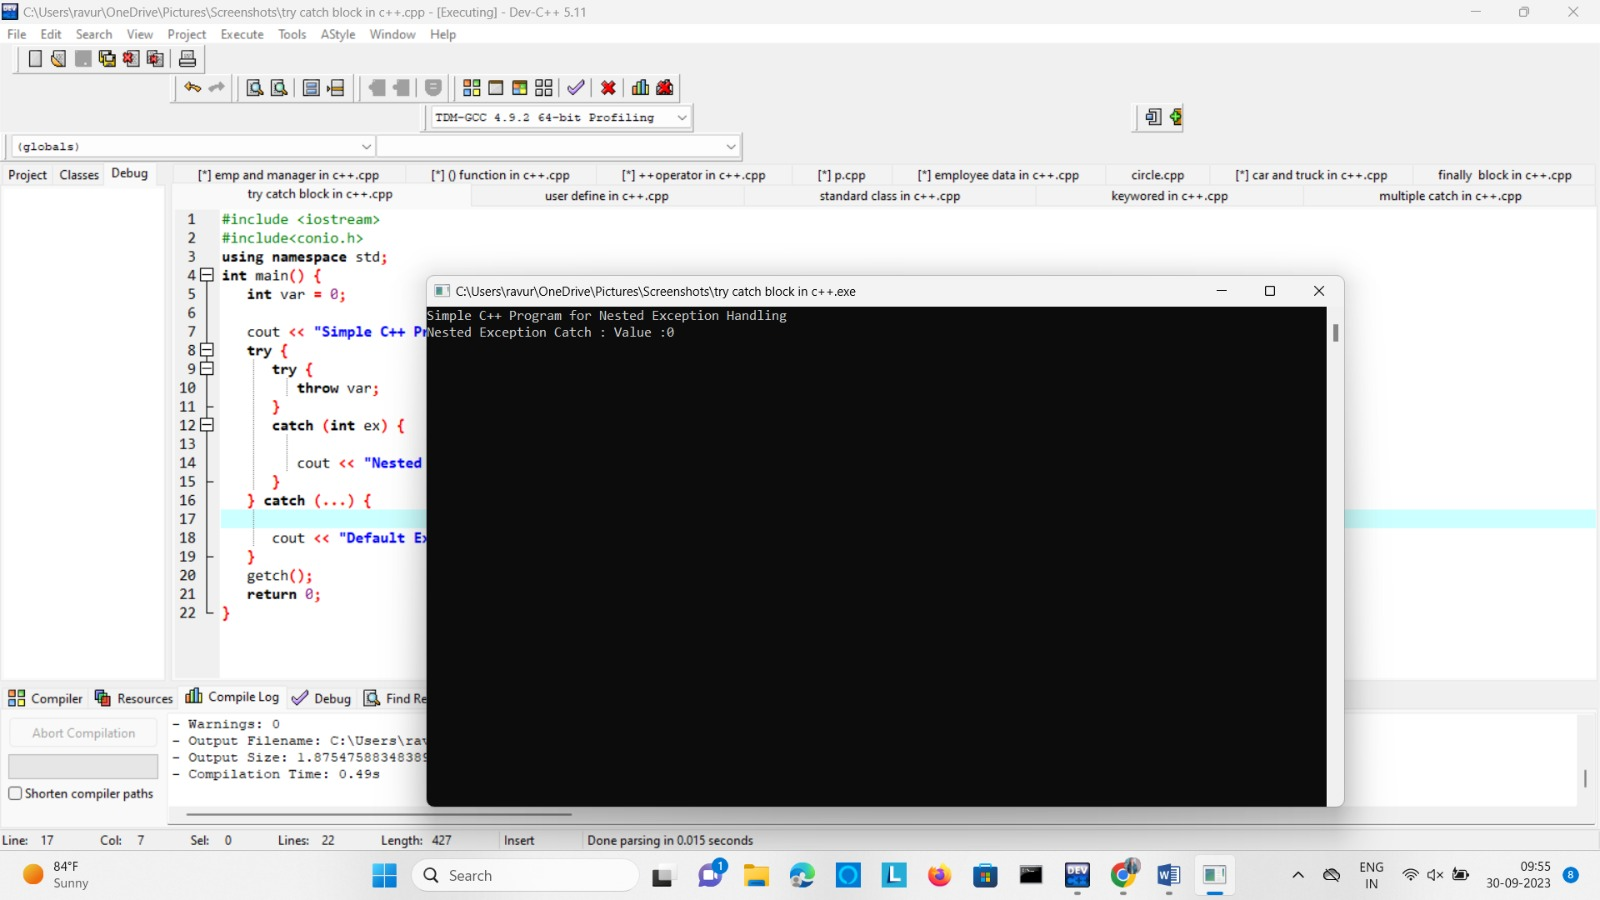 C:\Users\ravur\OneDrive\Pictures\Screenshots\try catch block in c++.cpp - [Executing] - Dev-C++ 5.11
File Edit Search View Project Execute Tools AStyle Window Help
TDM-GCC 4.9.2 64-bit Profiling
(globals)
Project Classes Debug
[*] emp and manager in c++.cpp [*] () function in c++.cpp [*] ++operator in c++.cpp [*] p.cpp [*] employee data in c++.cpp circle.cpp [*] car and truck in c++.cpp finally block in c++.cpp
try catch block in c++.cpp user define in c++.cpp standard class in c++.cpp keywored in c++.cpp multiple catch in c++.cpp
1 #include <iostream>
2 #include<conio.h>
3 using namespace std;
4 int main() {
5 int var = 0;
6
7 cout << "Simple C++ Pr
8 try {
9 try {
10 throw var;
11 }
12 catch (int ex) {
13
14 cout << "Nested
15 }
16 } catch (...) {
17
18 cout << "Default Ex
19 }
20 getch();
21 return 0;
22 }
C:\Users\ravur\OneDrive\Pictures\Screenshots\try catch block in c++.exe
Simple C++ Program for Nested Exception Handling
Nested Exception Catch : Value :0
Compiler Resources Compile Log Debug Find Re
Abort Compilation
Shorten compiler paths
- Warnings: 0
- Output Filename: C:\Users\rav
- Output Size: 1.87547588348389
- Compilation Time: 0.49s
Line: 17 Col: 7 Sel: 0 Lines: 22 Length: 427 Insert Done parsing in 0.015 seconds
84°F
Sunny
Search
1
L
DEV
W
ENG
IN
09:55
30-09-2023
8